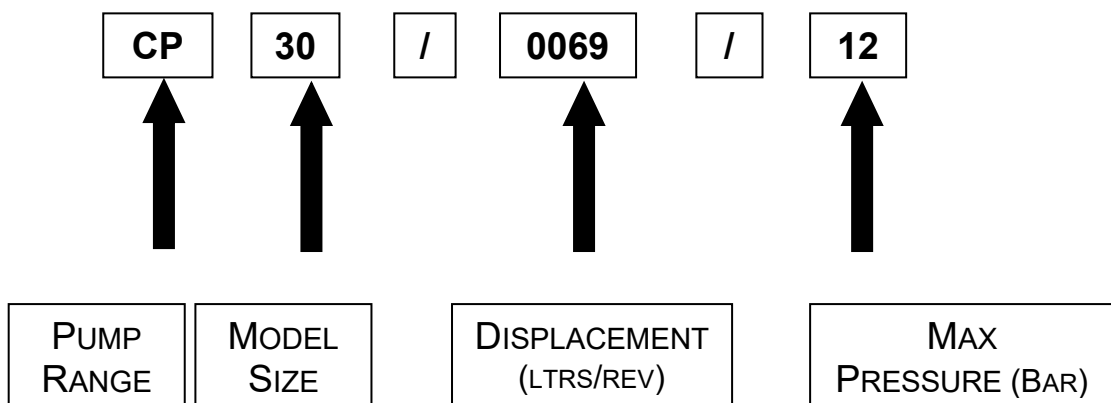 CP 30 / 0069 / 12
PUMP RANGE
MODEL SIZE
DISPLACEMENT (LTRS/REV)
MAX PRESSURE (BAR)